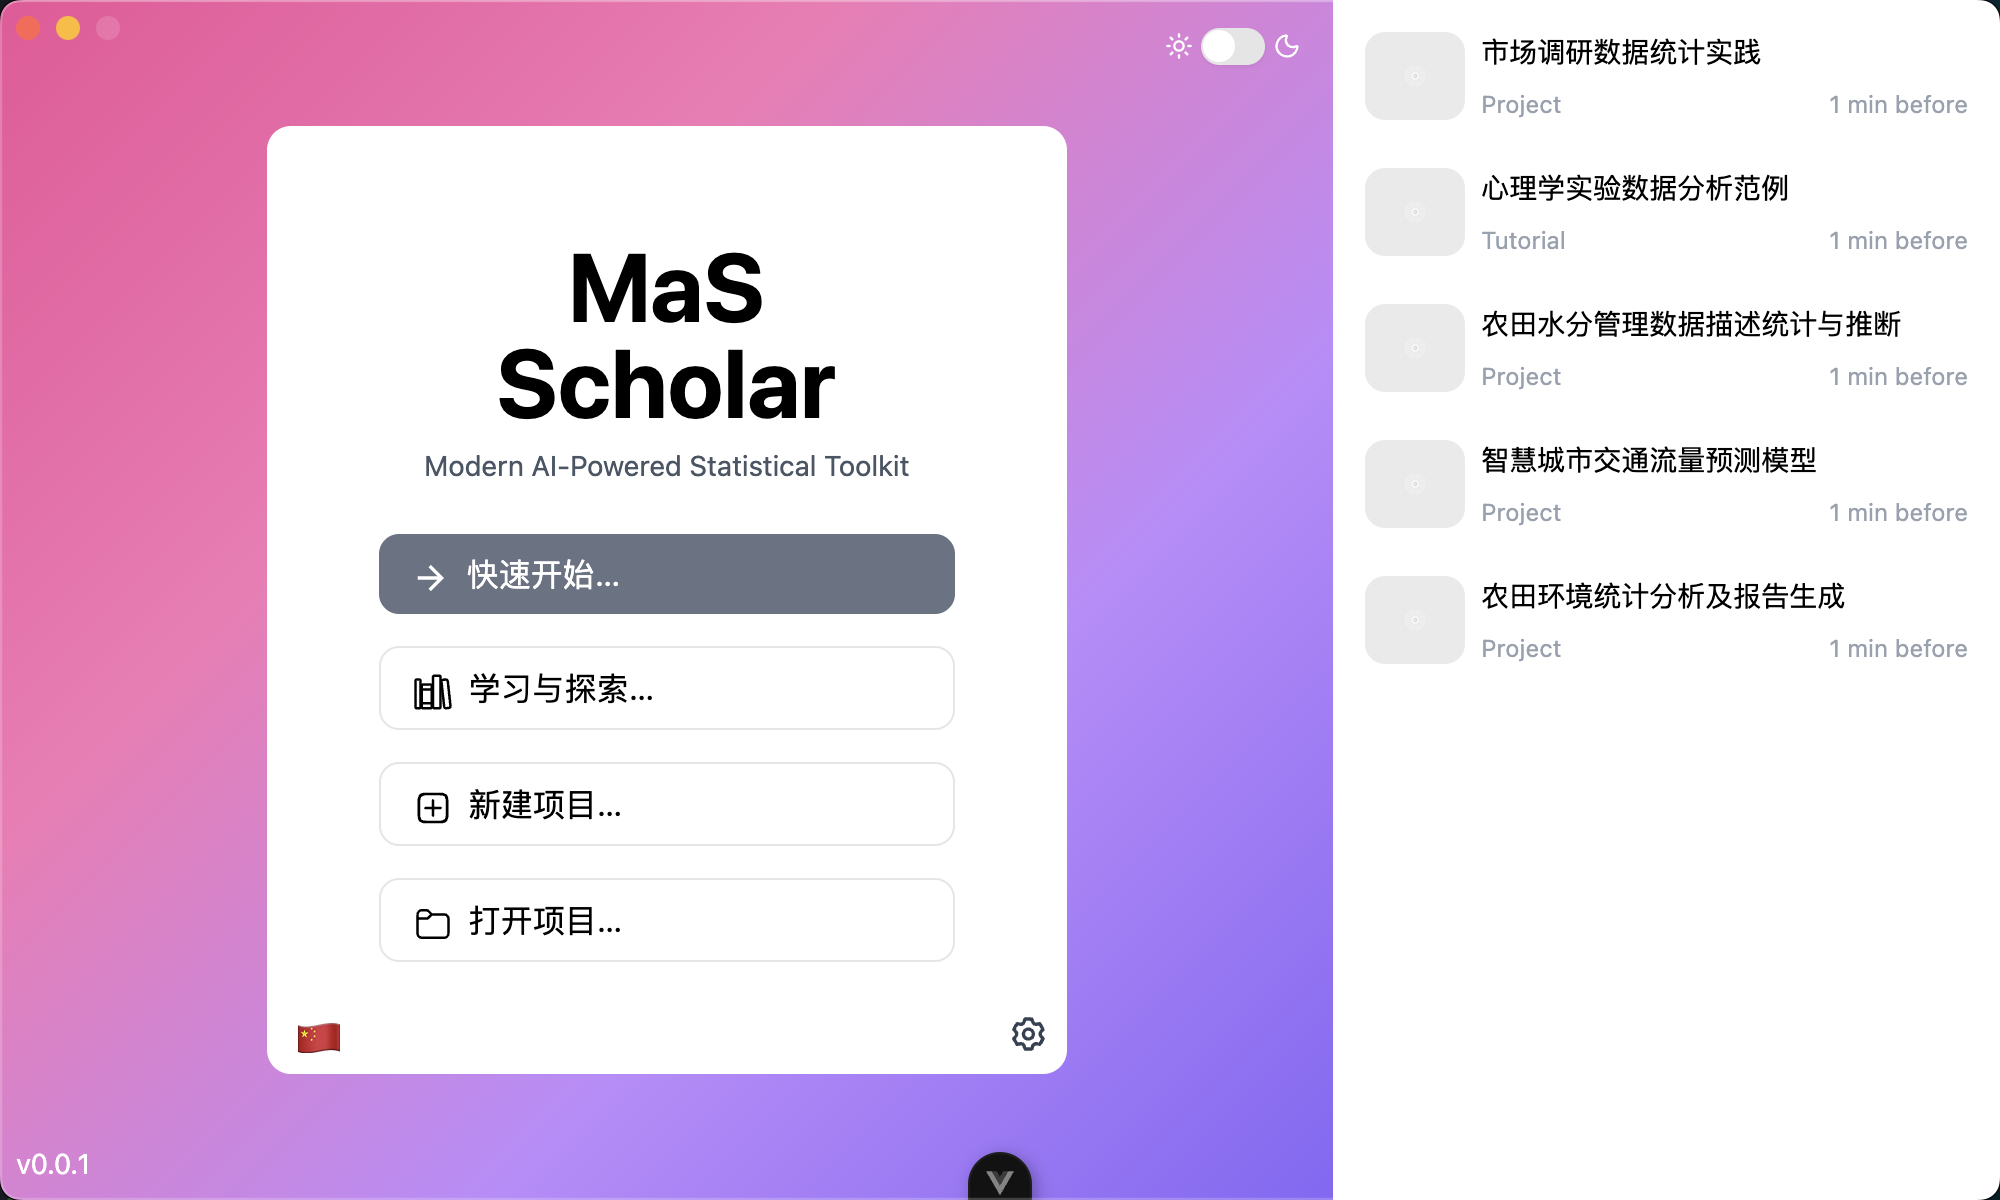 MaS
Scholar
Modern AI-Powered Statistical Toolkit
快速开始...
学习与探索...
新建项目...
打开项目...
v0.0.1
市场调研数据统计实践
Project 1 min before
心理学实验数据分析范例
Tutorial 1 min before
农田水分管理数据描述统计与推断
Project 1 min before
智慧城市交通流量预测模型
Project 1 min before
农田环境统计分析及报告生成
Project 1 min before